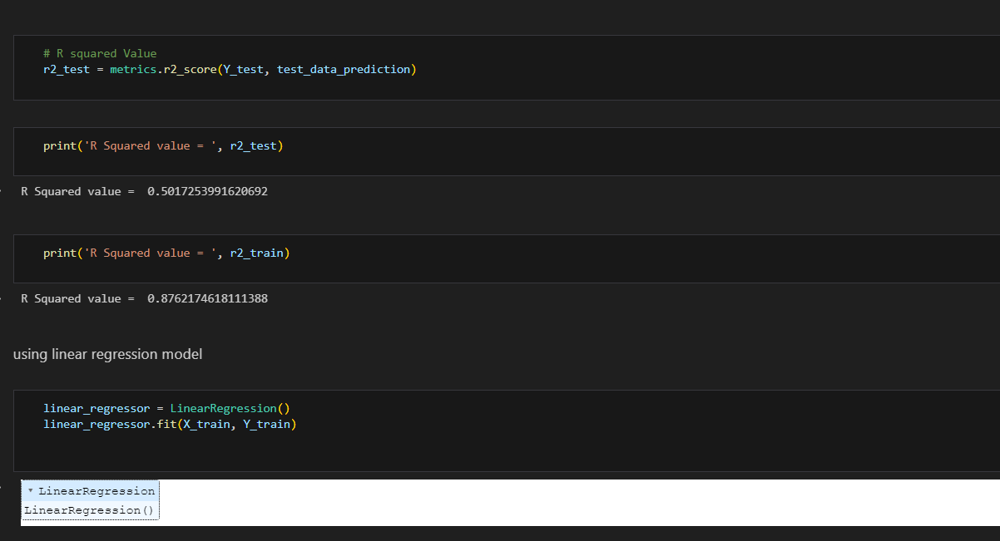 # R squared Value
r2_test = metrics.r2_score(Y_test, test_data_prediction)
print('R Squared value = ', r2_test)
R Squared value =  0.5017253991620692
print('R Squared value = ', r2_train)
R Squared value =  0.8762174618111388
using linear regression model
linear_regressor = LinearRegression()
linear_regressor.fit(X_train, Y_train)
▾ LinearRegression
LinearRegression()